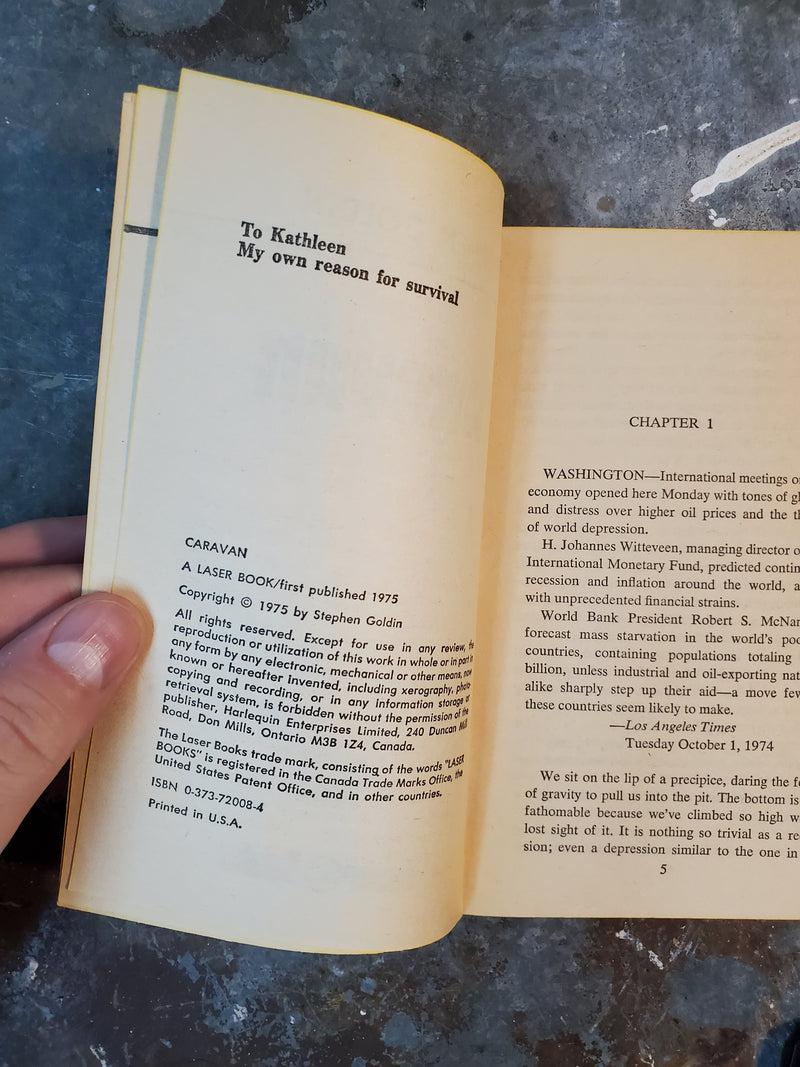 To Kathleen
My own reason for survival
CARAVAN
A LASER BOOK/first published 1975
Copyright © 1975 by Stephen Goldin
All rights reserved. Except for use in any review, the
reproduction or utilization of this work in whole or in part in
any form by any electronic, mechanical or other means, now
known or hereafter invented, including xerography, photo-
copying and recording, or in any information storage or
retrieval system, is forbidden without the permission of the
publisher, Harlequin Enterprises Limited, 240 Duncan Mill
Road, Don Mills, Ontario M3B 1Z4, Canada.
The Laser Books trade mark, consisting of the words "LASER
BOOKS" is registered in the Canada Trade Marks Office, the
United States Patent Office, and in other countries.
ISBN 0-373-72008-4
Printed in U.S.A.
CHAPTER 1
WASHINGTON—International meetings
economy opened here Monday with tones of
and distress over higher oil prices and the
of world depression.
H. Johannes Witteveen, managing director
International Monetary Fund, predicted
recession and inflation around the world,
with unprecedented financial strains.
World Bank President Robert S.
forecast mass starvation in the world's
countries, containing populations totaling
billion, unless industrial and oil-exporting
alike sharply step up their aid—a move
these countries seem likely to make.
—Los Angeles Times
Tuesday October 1, 1974
We sit on the lip of a precipice, daring the
of gravity to pull us into the pit. The bottom is
fathomable because we've climbed so high
lost sight of it. It is nothing so trivial as a
sion; even a depression similar to the one in
5